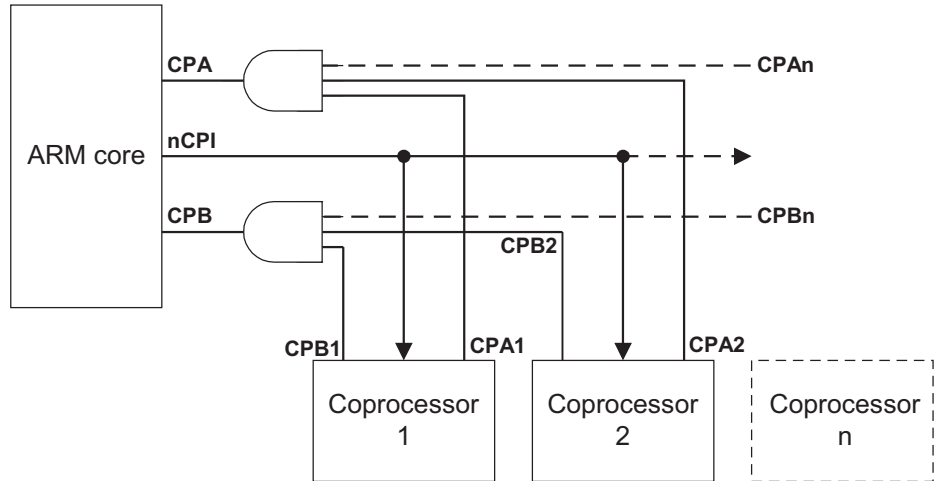 CPA
CPAn
ARM core
nCPI
CPB
CPBn
CPB2
CPB1
CPA1
CPA2
Coprocessor
1
Coprocessor
2
Coprocessor
n